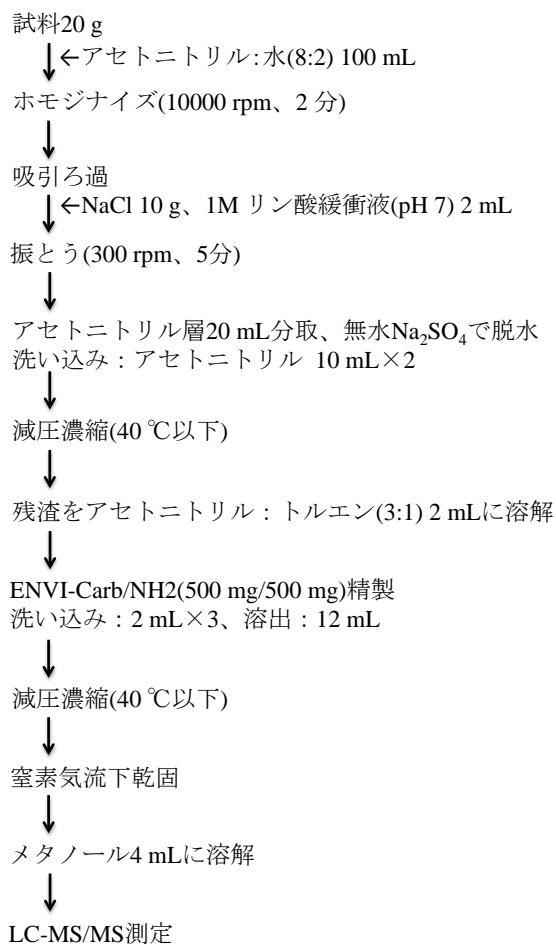 試料20 g
←アセトニトリル:水(8:2) 100 mL
ホモジナイズ(10000 rpm、2 分)
吸引ろ過
←NaCl 10 g、1M リン酸緩衝液(pH 7) 2 mL
振とう(300 rpm、5分)
アセトニトリル層20 mL分取、無水Na₂SO₄で脱水
洗い込み：アセトニトリル 10 mL×2
減圧濃縮(40 ℃以下)
残渣をアセトニトリル：トルエン(3:1) 2 mLに溶解
ENVI-Carb/NH2(500 mg/500 mg)精製
洗い込み：2 mL×3、溶出：12 mL
減圧濃縮(40 ℃以下)
窒素気流下乾固
メタノール4 mLに溶解
LC-MS/MS測定